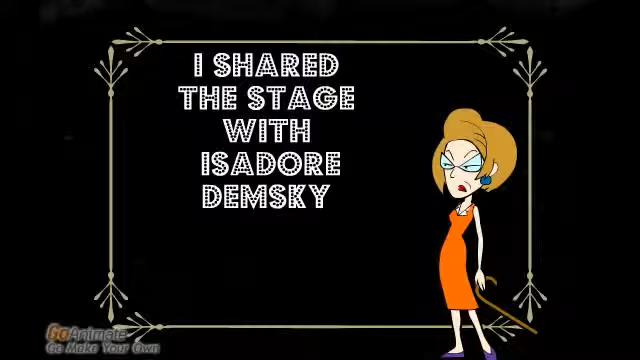 I SHARED
THE STAGE
WITH
ISADORE
DEMSKY
GoAnimate
Go Make Your Own